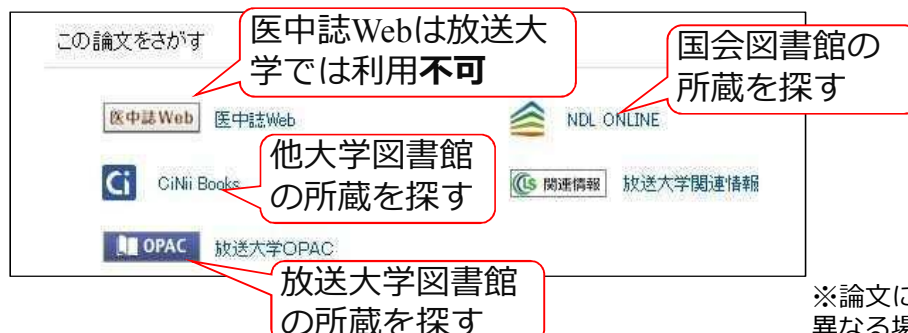 この論文をさがす
医中誌Webは放送大
学では利用不可
国会図書館の
所蔵を探す
医中誌Web 医中誌Web
NDL ONLINE
他大学図書館
の所蔵を探す
Ci CiNii Books
関連情報 放送大学関連情報
OPAC 放送大学OPAC
放送大学図書館
の所蔵を探す
※論文に
異なる場